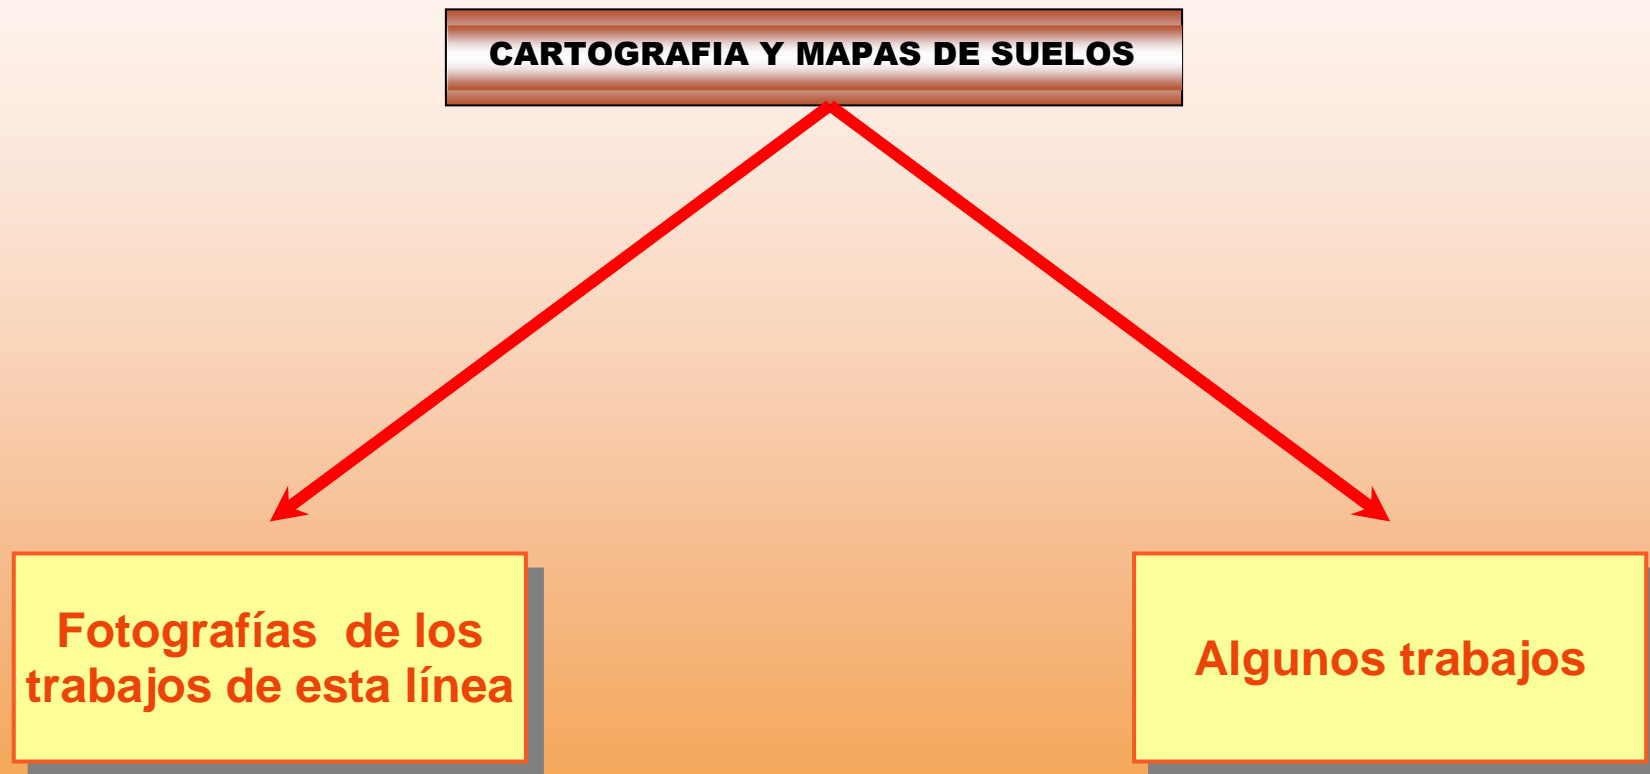 CARTOGRAFIA Y MAPAS DE SUELOS
Fotografías de los
trabajos de esta línea
Algunos trabajos